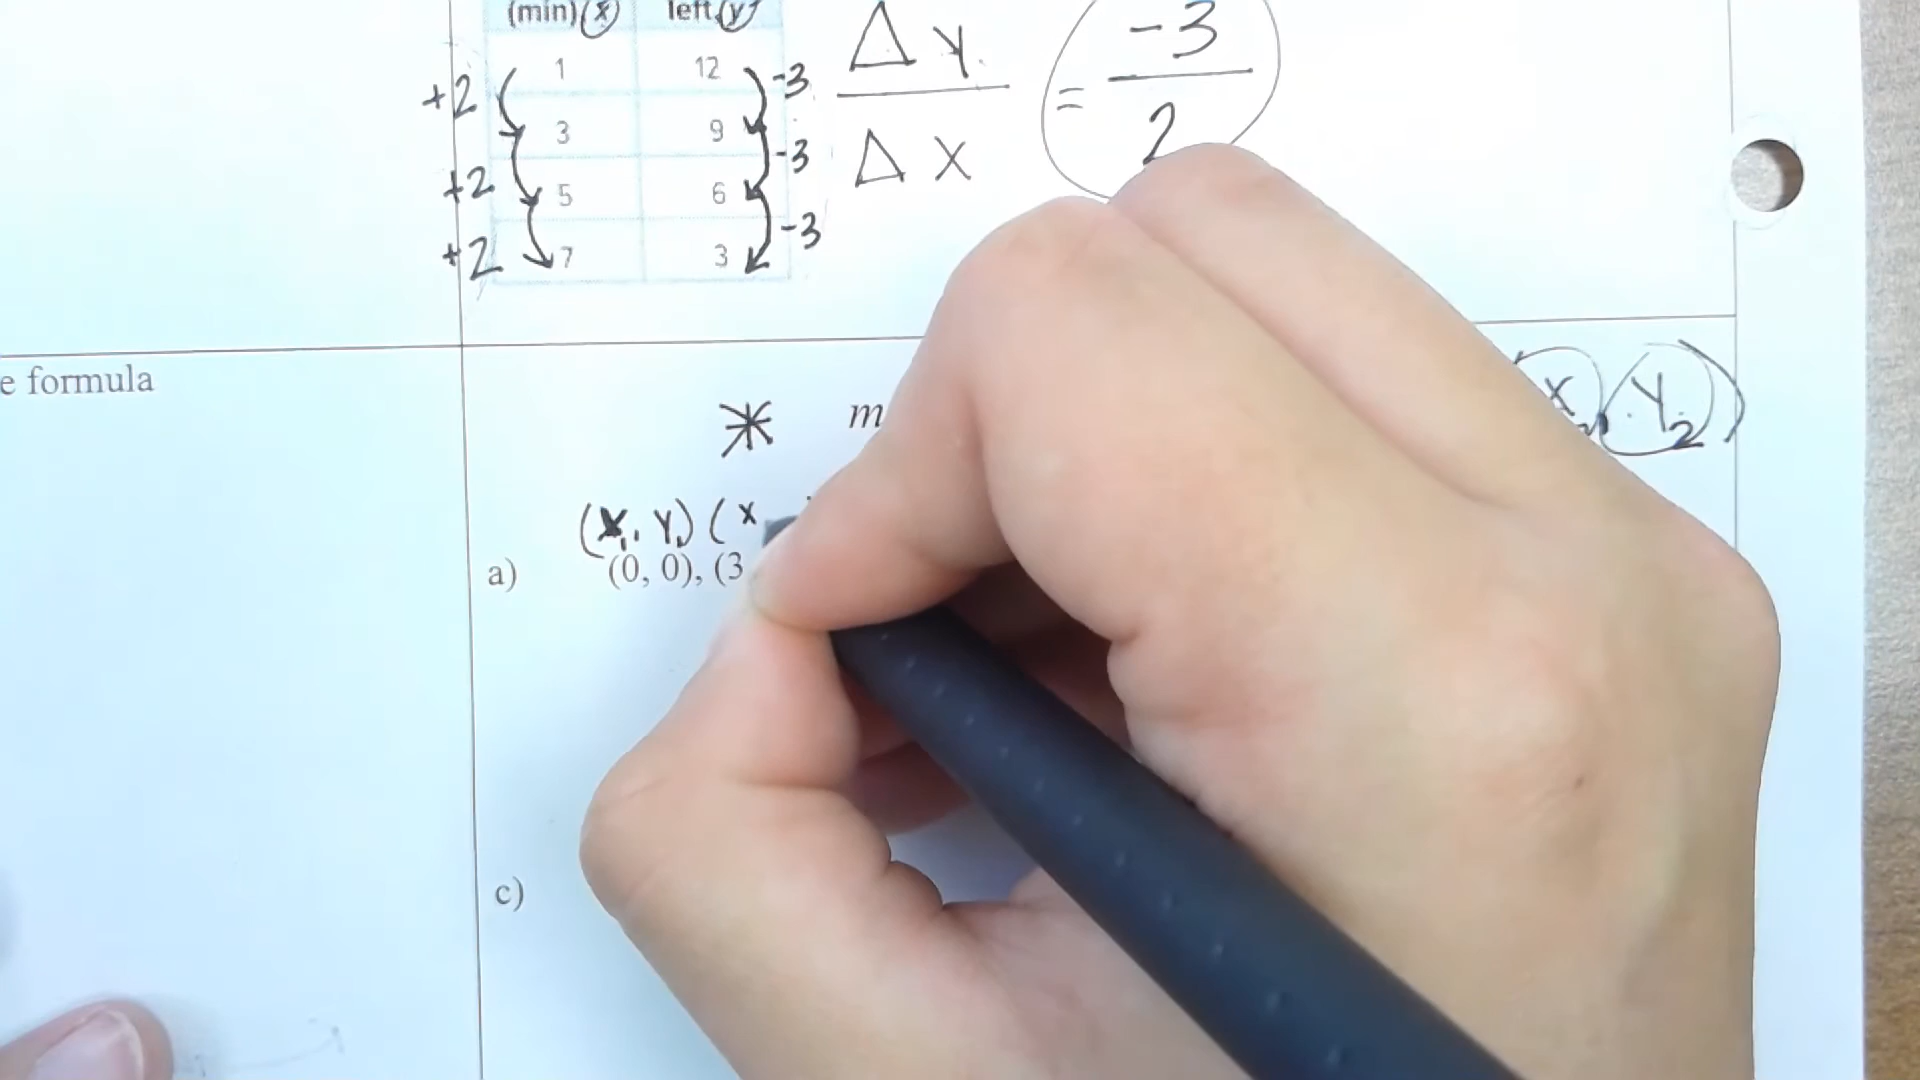 (min) (x) left (y)
1 12
+2 -3
3 9
+2 -3
5 6
+2 -3
7 3
Δy = -3
Δx 2
e formula
* m
(x₁, y₁) (x
a) (0, 0), (3
x₂, y₂)
c)